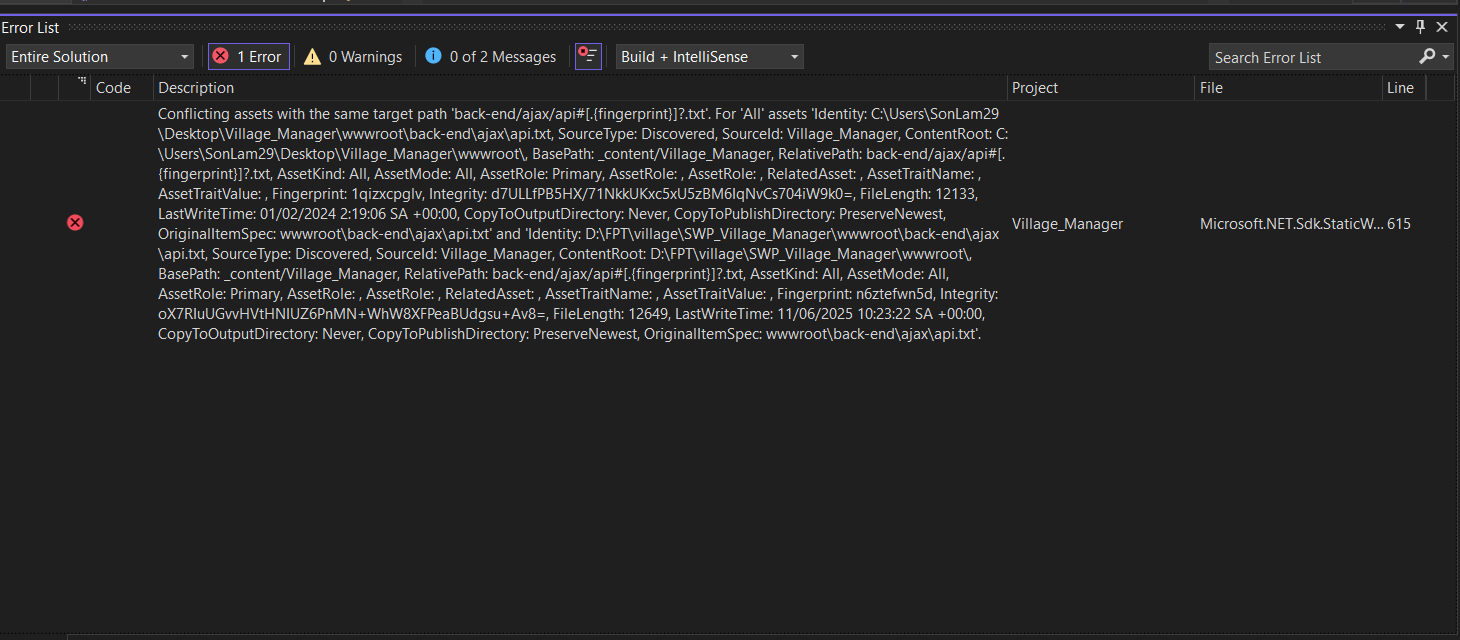 Error List
Entire Solution
1 Error
0 Warnings
0 of 2 Messages
Build + IntelliSense
Search Error List
Code
Description
Project
File
Line
Conflicting assets with the same target path 'back-end/ajax/api#[.{fingerprint}]?.txt'. For 'All' assets 'Identity: C:\Users\SonLam29
\Desktop\Village_Manager\wwwroot\back-end\ajax\api.txt, SourceType: Discovered, SourceId: Village_Manager, ContentRoot: C:
\Users\SonLam29\Desktop\Village_Manager\wwwroot\, BasePath: _content/Village_Manager, RelativePath: back-end/ajax/api#[.
{fingerprint}]?.txt, AssetKind: All, AssetMode: All, AssetRole: Primary, AssetRole: , AssetRole: , RelatedAsset: , AssetTraitName: ,
AssetTraitValue: , Fingerprint: 1qizxcpglv, Integrity: d7ULLfPB5HX/71NkkUKxc5xU5zBM6IqNvCs704iW9k0=, FileLength: 12133,
LastWriteTime: 01/02/2024 2:19:06 SA +00:00, CopyToOutputDirectory: Never, CopyToPublishDirectory: PreserveNewest,
OriginalItemSpec: wwwroot\back-end\ajax\api.txt' and 'Identity: D:\FPT\village\SWP_Village_Manager\wwwroot\back-end\ajax
\api.txt, SourceType: Discovered, SourceId: Village_Manager, ContentRoot: D:\FPT\village\SWP_Village_Manager\wwwroot\,
BasePath: _content/Village_Manager, RelativePath: back-end/ajax/api#[.{fingerprint}]?.txt, AssetKind: All, AssetMode: All,
AssetRole: Primary, AssetRole: , AssetRole: , RelatedAsset: , AssetTraitName: , AssetTraitValue: , Fingerprint: n6ztefwn5d, Integrity:
oX7RluUGvvHVtHNIUZ6PnMN+WhW8XFPeaBUdgsu+Av8=, FileLength: 12649, LastWriteTime: 11/06/2025 10:23:22 SA +00:00,
CopyToOutputDirectory: Never, CopyToPublishDirectory: PreserveNewest, OriginalItemSpec: wwwroot\back-end\ajax\api.txt'.
Village_Manager
Microsoft.NET.Sdk.StaticW...
615